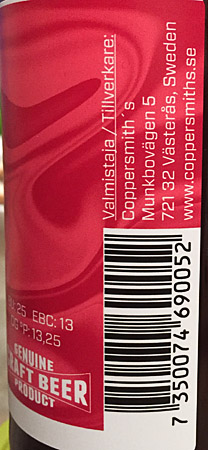 Valmistaja / Tillverkare:
Coppersmith´s
Munkbovägen 5
721 32 Västerås, Sweden
www.coppersmiths.se
25 EBC: 13
°P: 13,25
GENUINE
CRAFT BEER
PRODUCT
7 350074 690052